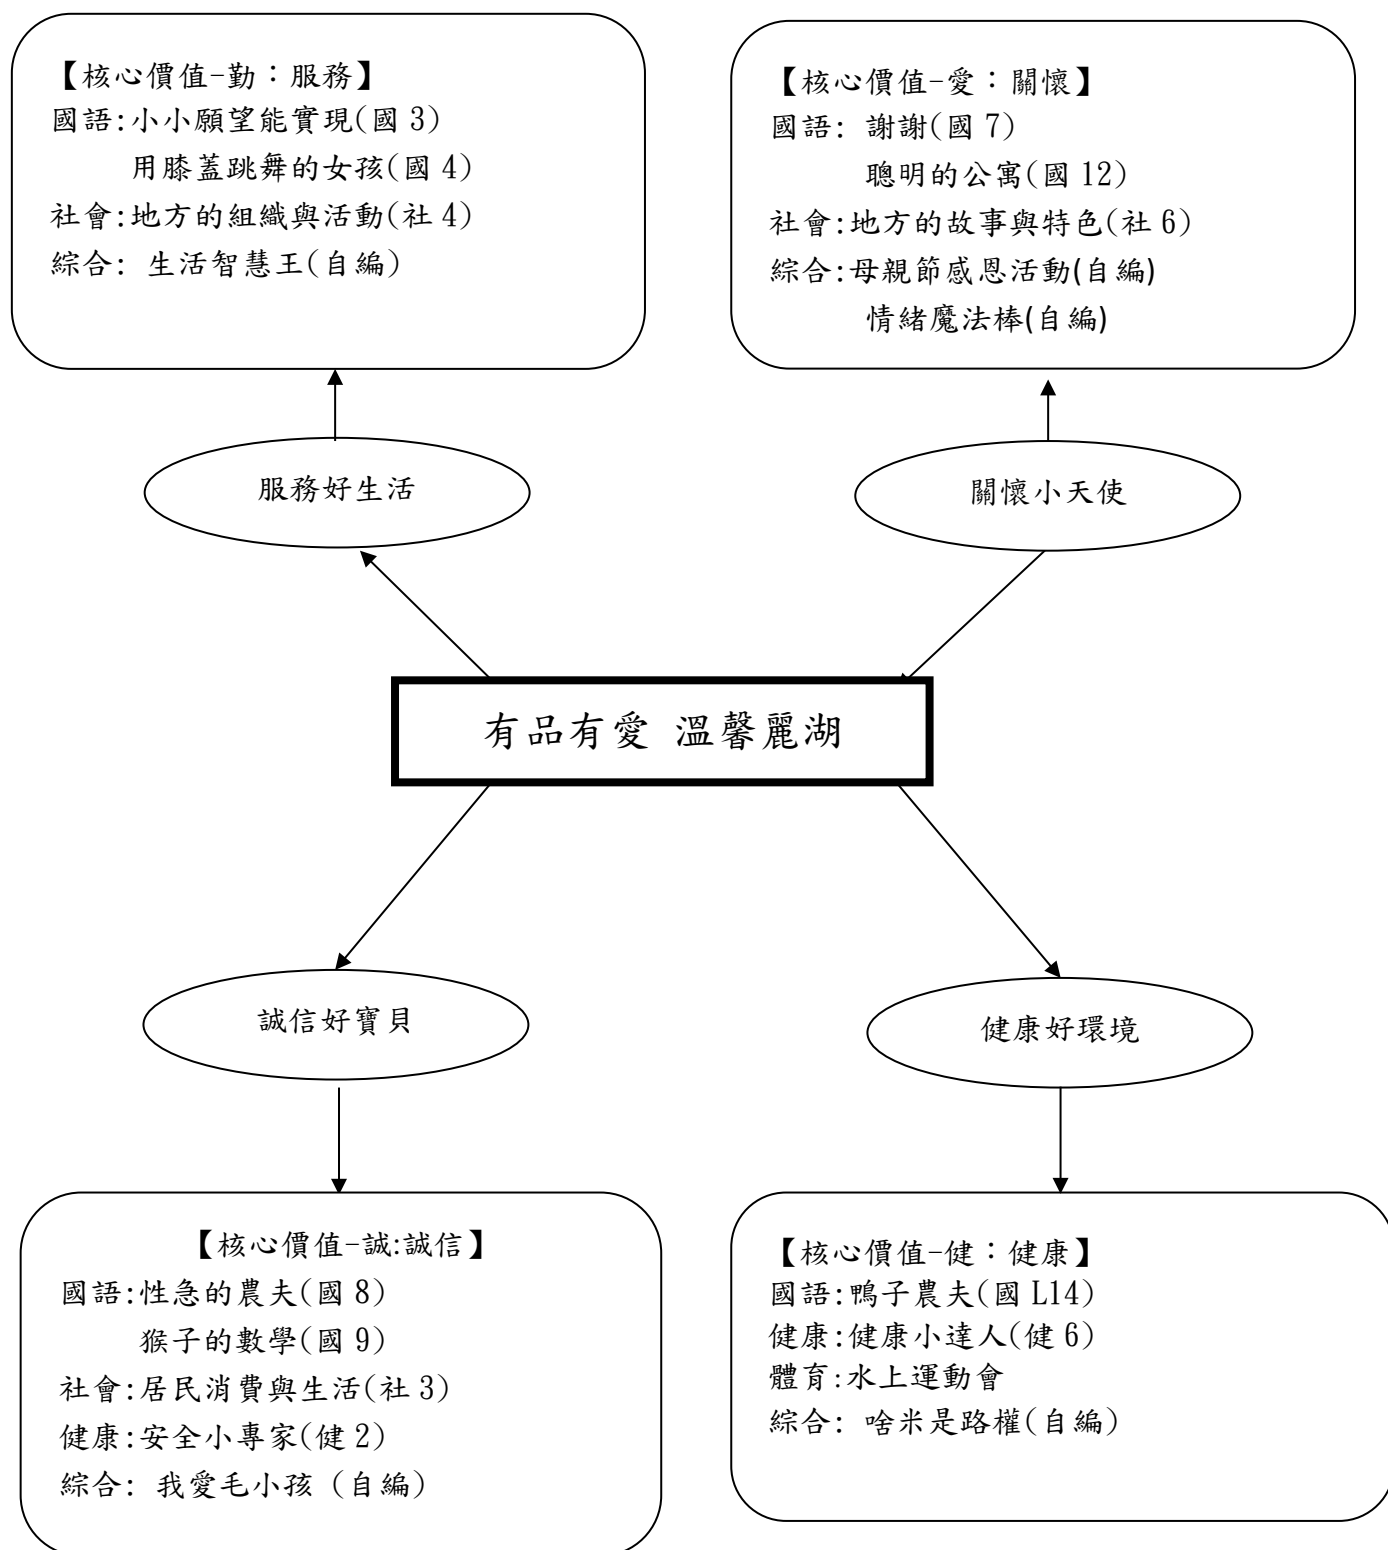 【核心價值-勤：服務】
國語:小小願望能實現(國 3)
用膝蓋跳舞的女孩(國 4)
社會:地方的組織與活動(社 4)
綜合: 生活智慧王(自編)
【核心價值-愛：關懷】
國語: 謝謝(國 7)
聰明的公寓(國 12)
社會:地方的故事與特色(社 6)
綜合:母親節感恩活動(自編)
情緒魔法棒(自編)
服務好生活
關懷小天使
有品有愛 溫馨麗湖
誠信好寶貝
健康好環境
【核心價值-誠:誠信】
國語:性急的農夫(國 8)
猴子的數學(國 9)
社會:居民消費與生活(社 3)
健康:安全小專家(健 2)
綜合: 我愛毛小孩 (自編)
【核心價值-健：健康】
國語:鴨子農夫(國 L14)
健康:健康小達人(健 6)
體育:水上運動會
綜合: 啥米是路權(自編)